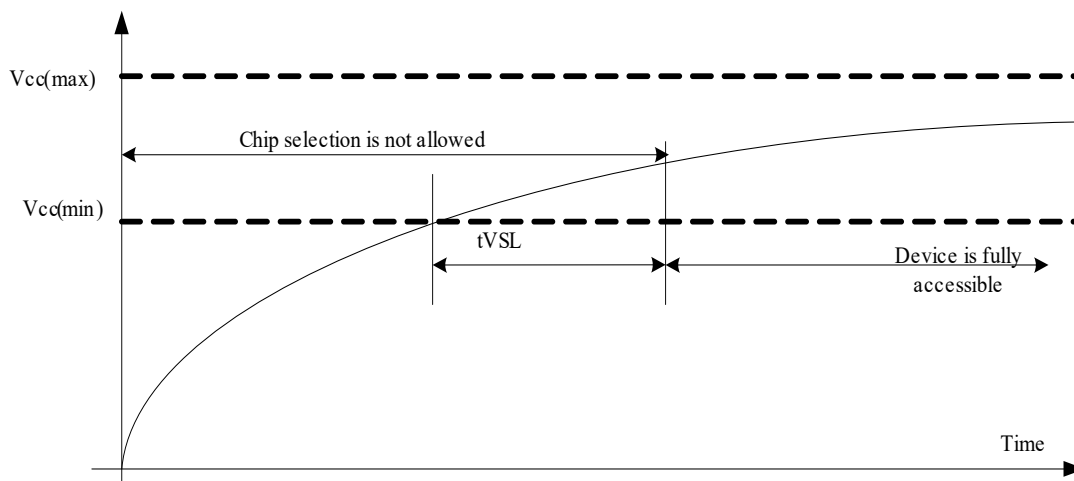 Vcc(max)
Chip selection is not allowed
Vcc(min)
tVSL
Device is fully
accessible
Time